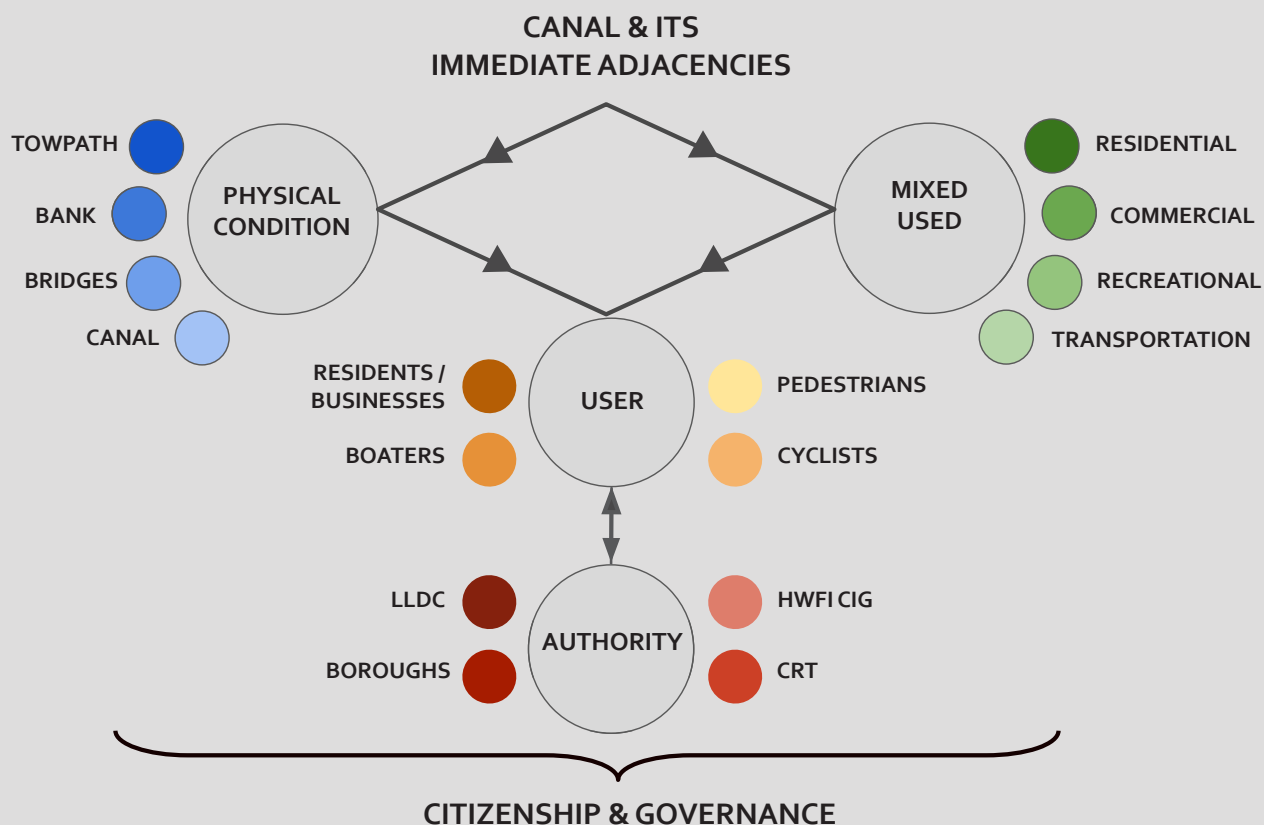 CANAL & ITS
IMMEDIATE ADJACENCIES
TOWPATH
BANK
BRIDGES
CANAL
PHYSICAL
CONDITION
MIXED
USED
RESIDENTIAL
COMMERCIAL
RECREATIONAL
TRANSPORTATION
RESIDENTS /
BUSINESSES
BOATERS
USER
PEDESTRIANS
CYCLISTS
LLDC
BOROUGHS
AUTHORITY
HWFI CIG
CRT
CITIZENSHIP & GOVERNANCE